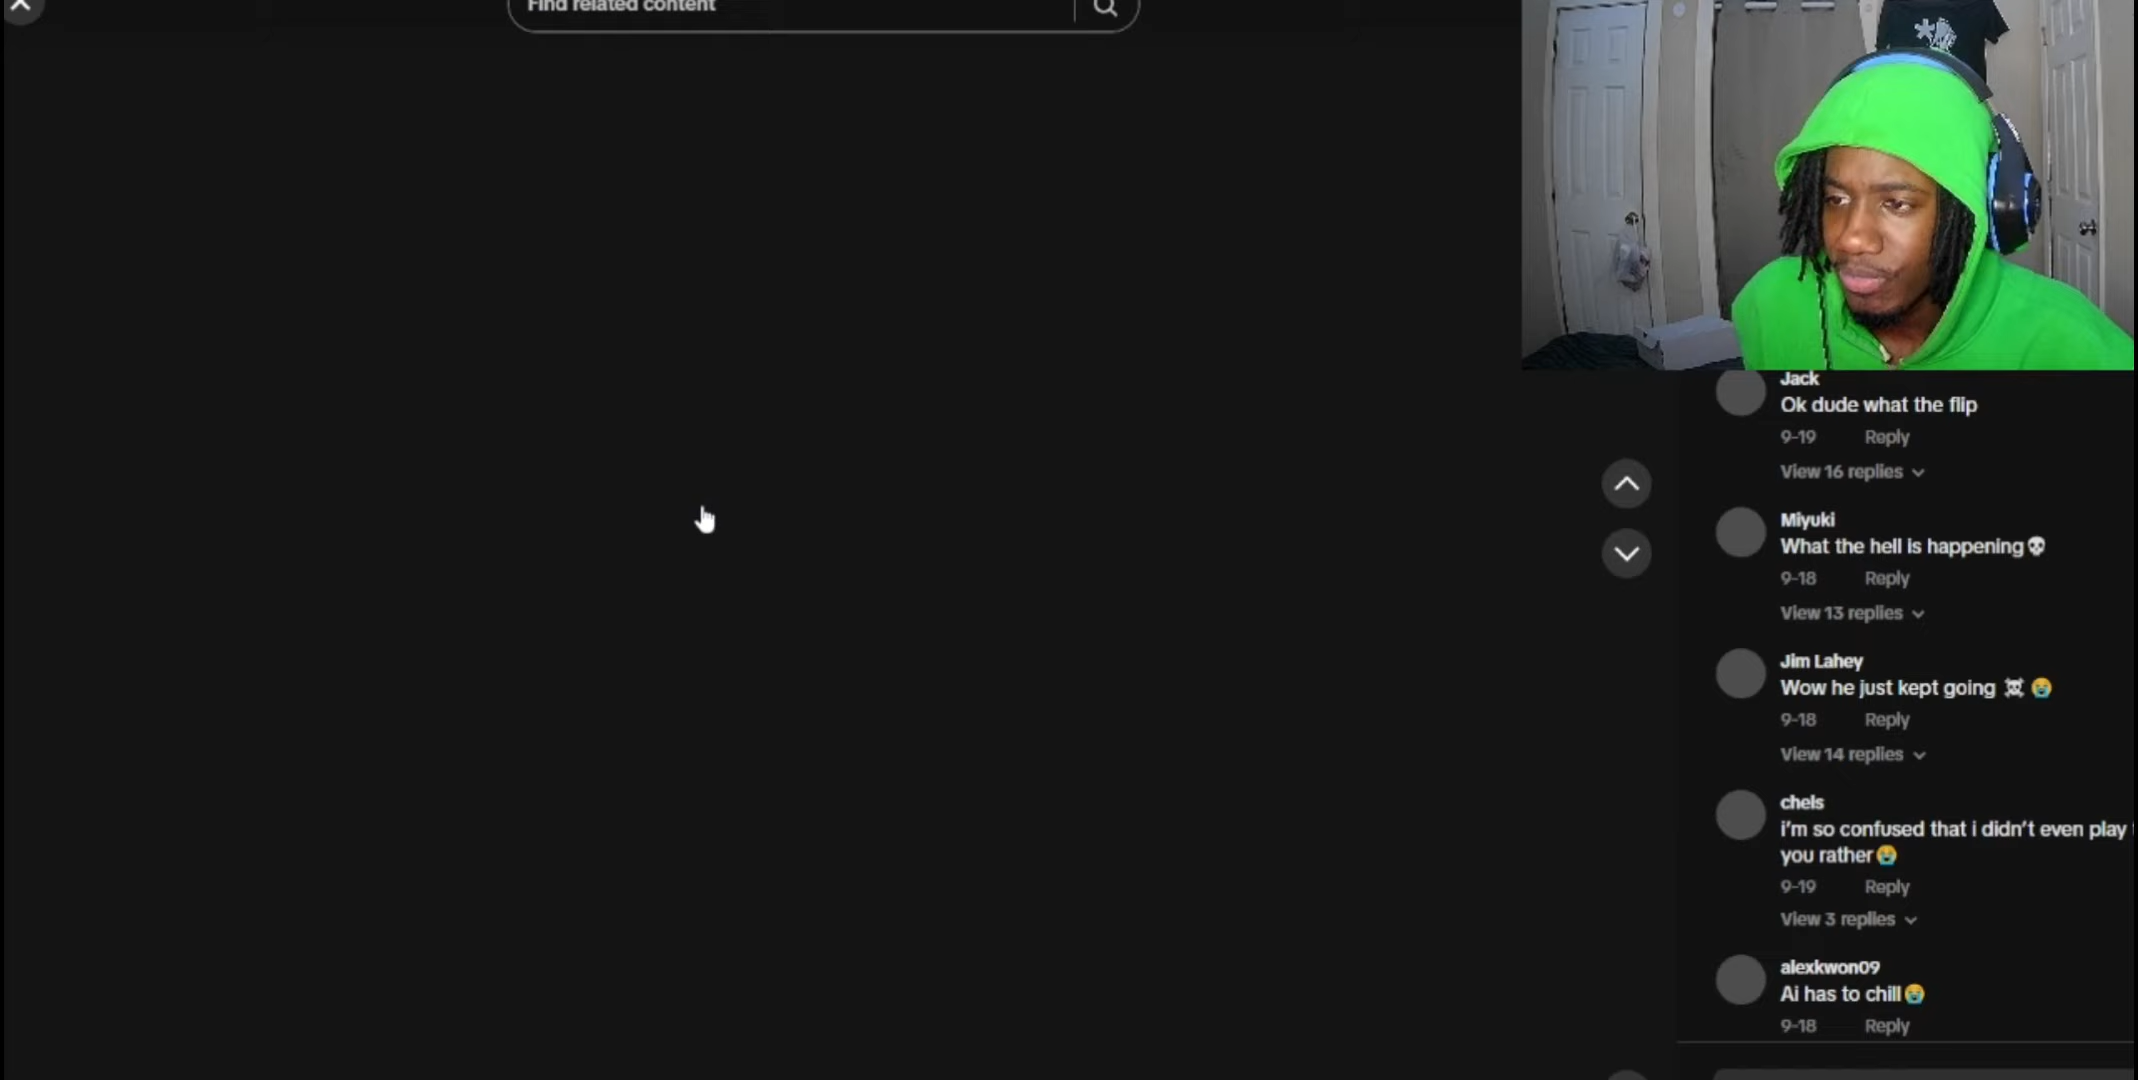 Find related content
Jack
Ok dude what the flip
9-19 Reply
View 16 replies
Miyuki
What the hell is happening💀
9-18 Reply
View 13 replies
Jim Lahey
Wow he just kept going ☠️😭
9-18 Reply
View 14 replies
chels
i'm so confused that i didn't even play
you rather😭
9-19 Reply
View 3 replies
alexkwon09
Ai has to chill😭
9-18 Reply